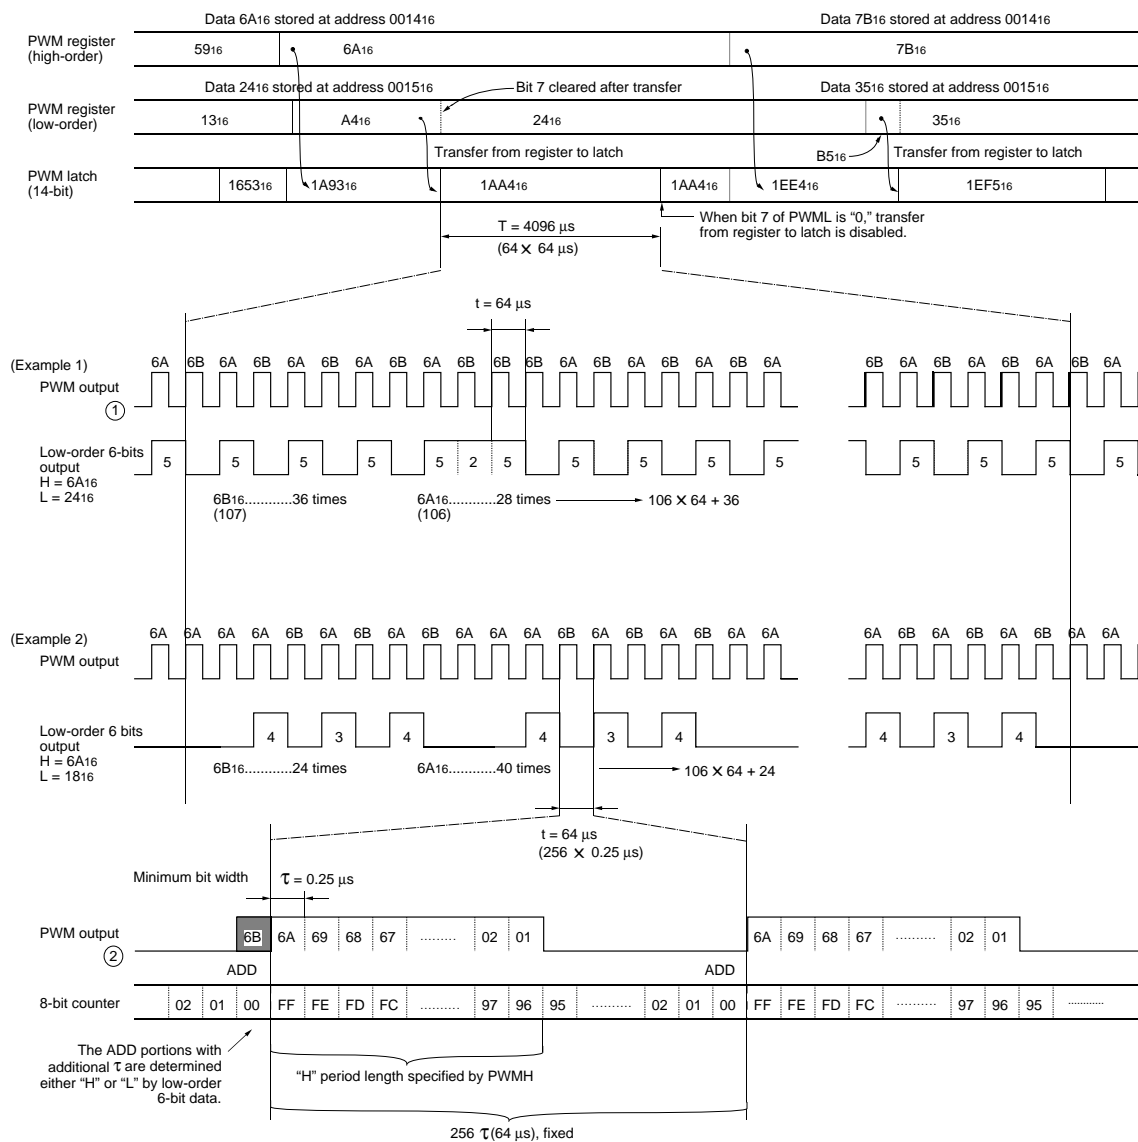 Data 6A16 stored at address 001416
Data 7B16 stored at address 001416
PWM register
(high-order)
5916
6A16
7B16
Data 2416 stored at address 001516
Bit 7 cleared after transfer
Data 3516 stored at address 001516
PWM register
(low-order)
1316
A416
2416
3516
B516
Transfer from register to latch
Transfer from register to latch
PWM latch
(14-bit)
165316
1A9316
1AA416
1AA416
1EE416
1EF516
T = 4096 μs
(64 × 64 μs)
When bit 7 of PWML is “0,” transfer
from register to latch is disabled.
t = 64 μs
(Example 1)
6A 6B 6A 6B 6A 6B 6A 6B 6A 6B 6B 6B 6A 6B 6A 6B 6A 6B 6A 6B 6A 6B 6A 6B 6A 6B 6A
PWM output
1
Low-order 6-bits
output
H = 6A16
L = 2416
5 5 5 5 5 2 5 5 5 5 5 5 5 5 5
6B16............36 times
(107)
6A16............28 times
(106)
106 × 64 + 36
(Example 2)
6A 6A 6A 6A 6B 6A 6B 6A 6B 6A 6A 6A 6B 6A 6B 6A 6B 6A 6A 6A 6B 6A 6B 6A 6B 6A 6A
PWM output
Low-order 6 bits
output
H = 6A16
L = 1816
4 3 4 4 3 4 4 3 4
6B16............24 times
6A16............40 times
106 × 64 + 24
t = 64 μs
(256 × 0.25 μs)
Minimum bit width
τ = 0.25 μs
PWM output
2
6B 6A 69 68 67 ......... 02 01 6A 69 68 67 ......... 02 01
ADD
ADD
8-bit counter
02 01 00 FF FE FD FC ......... 97 96 95 ......... 02 01 00 FF FE FD FC ......... 97 96 95 ............
The ADD portions with
additional τ are determined
either “H” or “L” by low-order
6-bit data.
“H” period length specified by PWMH
256 τ(64 μs), fixed